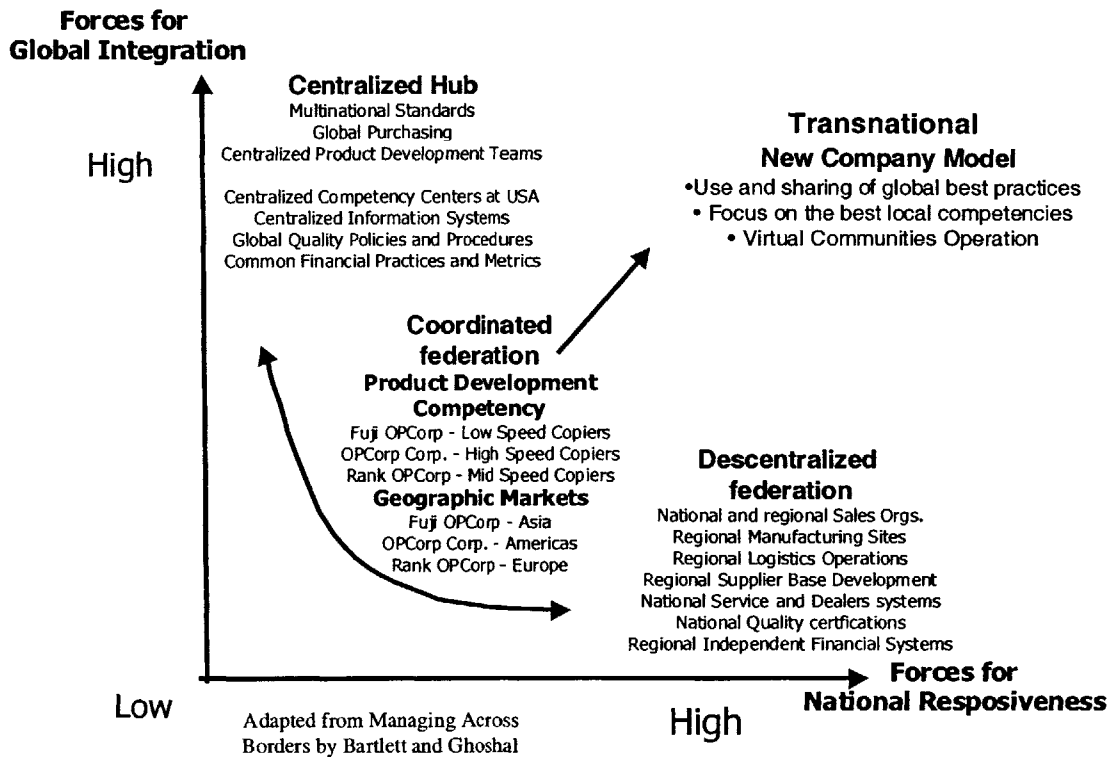 Forces for
Global Integration
High
Centralized Hub
Multinational Standards
Global Purchasing
Centralized Product Development Teams
Centralized Competency Centers at USA
Centralized Information Systems
Global Quality Policies and Procedures
Common Financial Practices and Metrics
Transnational
New Company Model
•Use and sharing of global best practices
• Focus on the best local competencies
• Virtual Communities Operation
Coordinated
federation
Product Development
Competency
Fuji OPCorp - Low Speed Copiers
OPCorp Corp. - High Speed Copiers
Rank OPCorp - Mid Speed Copiers
Geographic Markets
Fuji OPCorp - Asia
OPCorp Corp. - Americas
Rank OPCorp - Europe
Descentralized
federation
National and regional Sales Orgs.
Regional Manufacturing Sites
Regional Logistics Operations
Regional Supplier Base Development
National Service and Dealers systems
National Quality certfications
Regional Independent Financial Systems
Low
Adapted from Managing Across
Borders by Bartlett and Ghoshal
High
Forces for
National Resposiveness